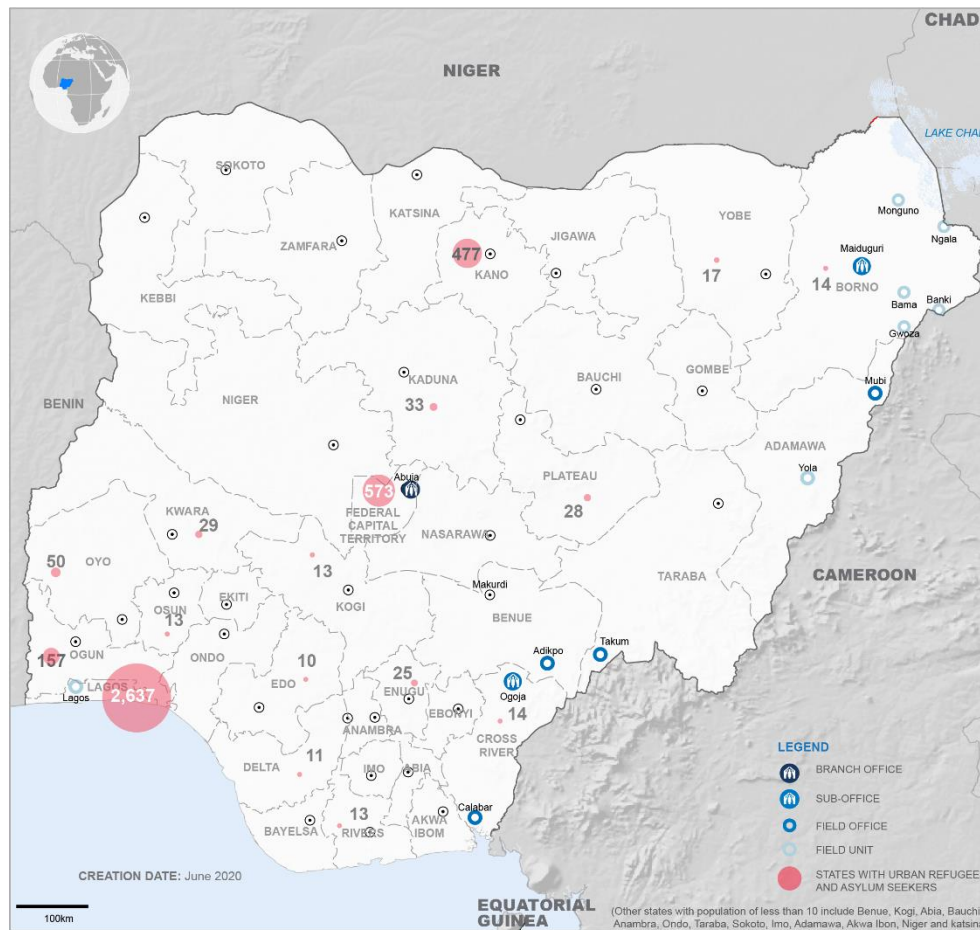 CHAD
NIGER
LAKE CHAD
SOKOTO
KATSINA
YOBE
Monguno
ZAMFARA
JIGAWA
Ngala
477
KANO
Maiduguri
17
14
BORNO
KEBBI
Bama
Banki
Gwoza
KADUNA
BAUCHI
GOMBE
Mubi
BENIN
NIGER
33
ADAMAWA
PLATEAU
Yola
Abuja
573
28
KWARA
29
FEDERAL
CAPITAL
TERRITORY
NASARAWA
50
OYO
13
TARABA
CAMEROON
Makurdi
KOGI
EKITI
OSUN
13
BENUE
Takum
Adikpo
157
OGUN
ONDO
10
25
EDO
ENUGU
Ogoja
LAGOS
Lagos
2,637
EBONYI
14
CROSS
RIVER
ANAMBRA
11
DELTA
IMO
ABIA
LEGEND
BRANCH OFFICE
SUB-OFFICE
13
Calabar
AKWA
IBOM
BAYELSA
RIVERS
FIELD OFFICE
FIELD UNIT
CREATION DATE: June 2020
STATES WITH URBAN REFUGEE
AND ASYLUM SEEKERS
100km
EQUATORIAL
GUINEA
(Other states with population of less than 10 include Benue, Kogi, Abia, Bauchi
Anambra, Ondo, Taraba, Sokoto, Imo, Adamawa, Akwa Ibon, Niger and katsina